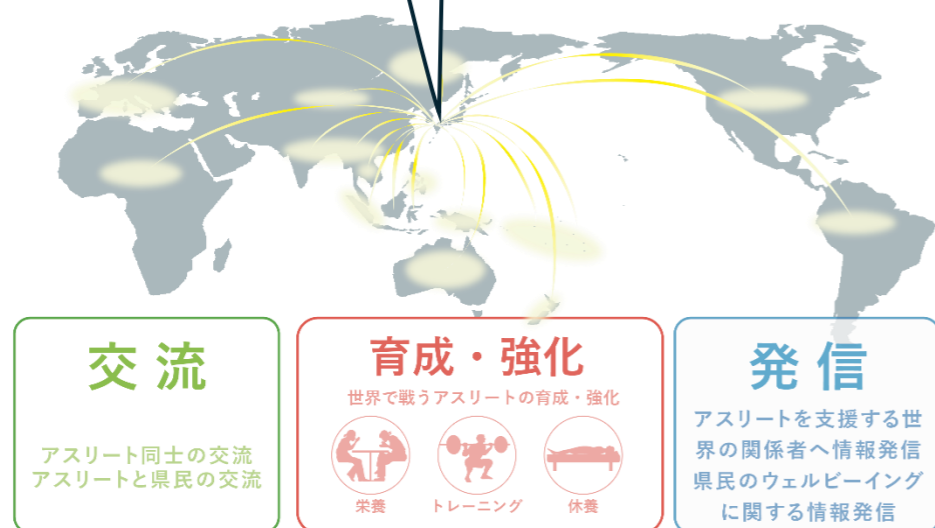 交流
アスリート同士の交流
アスリートと県民の交流
育成・強化
世界で戦うアスリートの育成・強化
栄養
トレーニング
休養
発信
アスリートを支援する世
界の関係者へ情報発信
県民のウェルビーイング
に関する情報発信